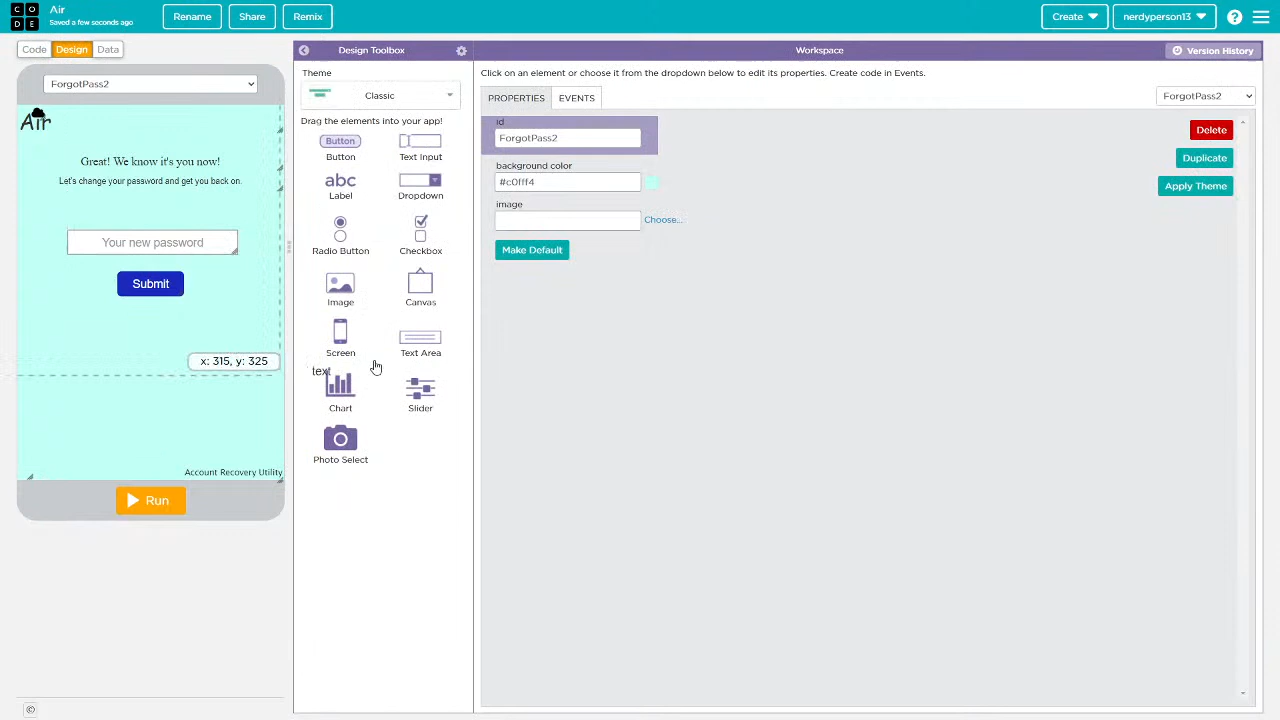 CODE
Air
Saved a few seconds ago
Rename
Share
Remix
Create
nerdyperson13
?
Code
Design
Data
Design Toolbox
Workspace
Version History
ForgotPass2
Air
Great! We know it's you now!
Let's change your password and get you back on.
Your new password
Submit
x: 315, y: 325
Account Recovery Utility
Run
Theme
Classic
Drag the elements into your app!
Button
Button
Text Input
abc
Label
Dropdown
Radio Button
Checkbox
Image
Canvas
Screen
Text Area
text
Chart
Slider
Photo Select
Click on an element or choose it from the dropdown below to edit its properties. Create code in Events.
PROPERTIES
EVENTS
ForgotPass2
id
ForgotPass2
Delete
background color
Duplicate
#c0fff4
Apply Theme
image
Choose...
Make Default
©